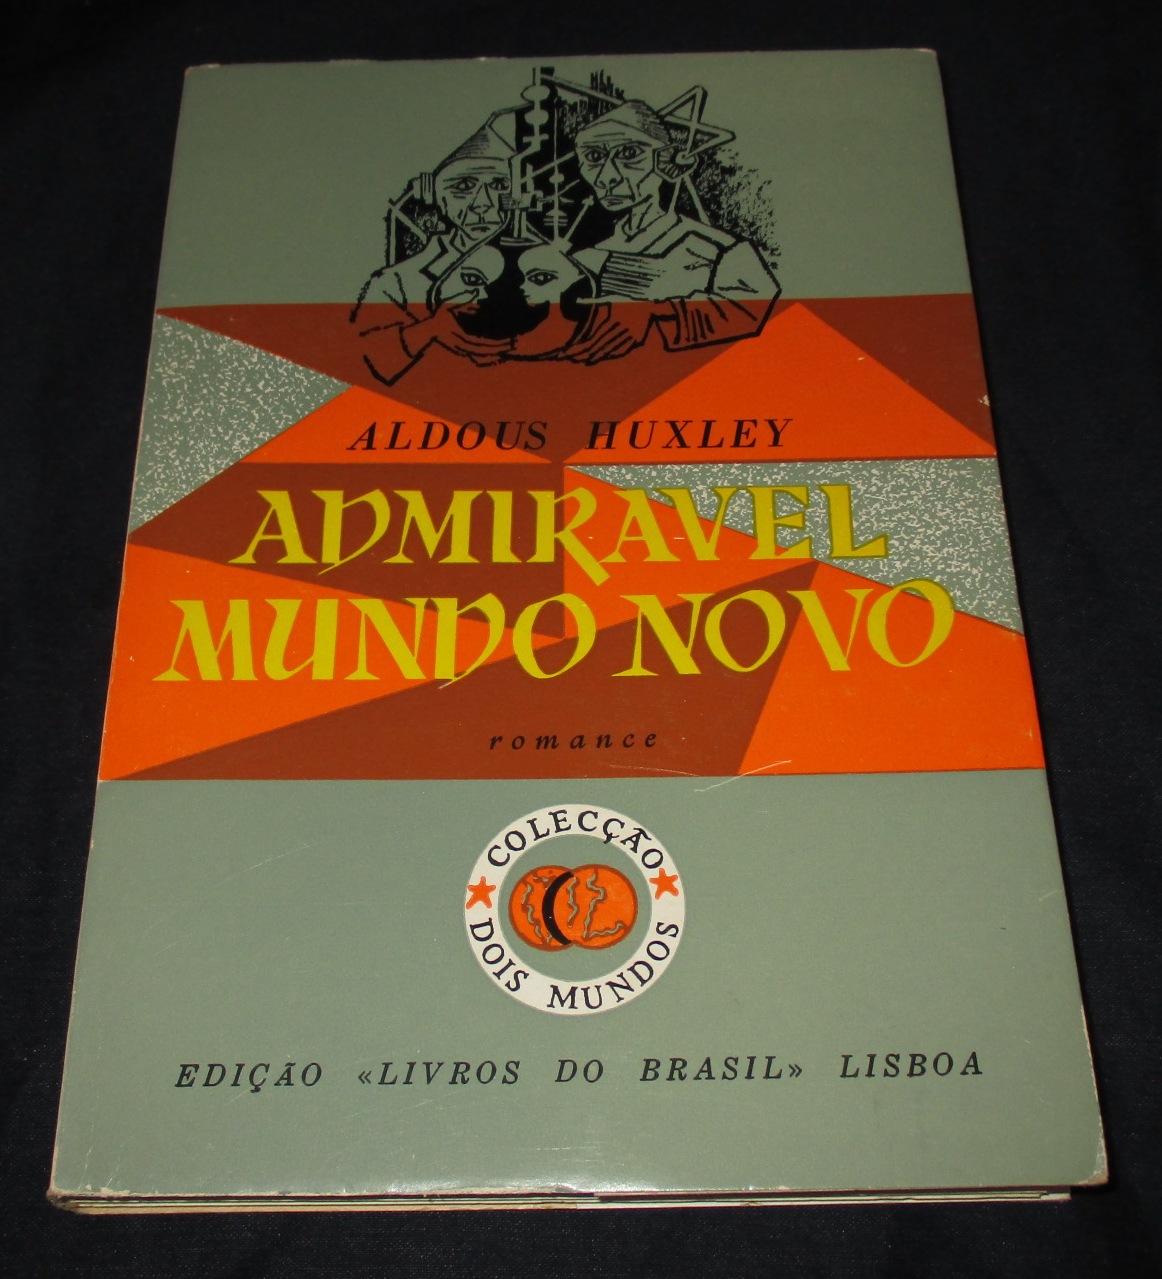 ALDOUS HUXLEY
ADMIRAVEL
MUNDO NOVO
romance
COLECÇÃO
DOIS MUNDOS
EDIÇÃO «LIVROS DO BRASIL» LISBOA